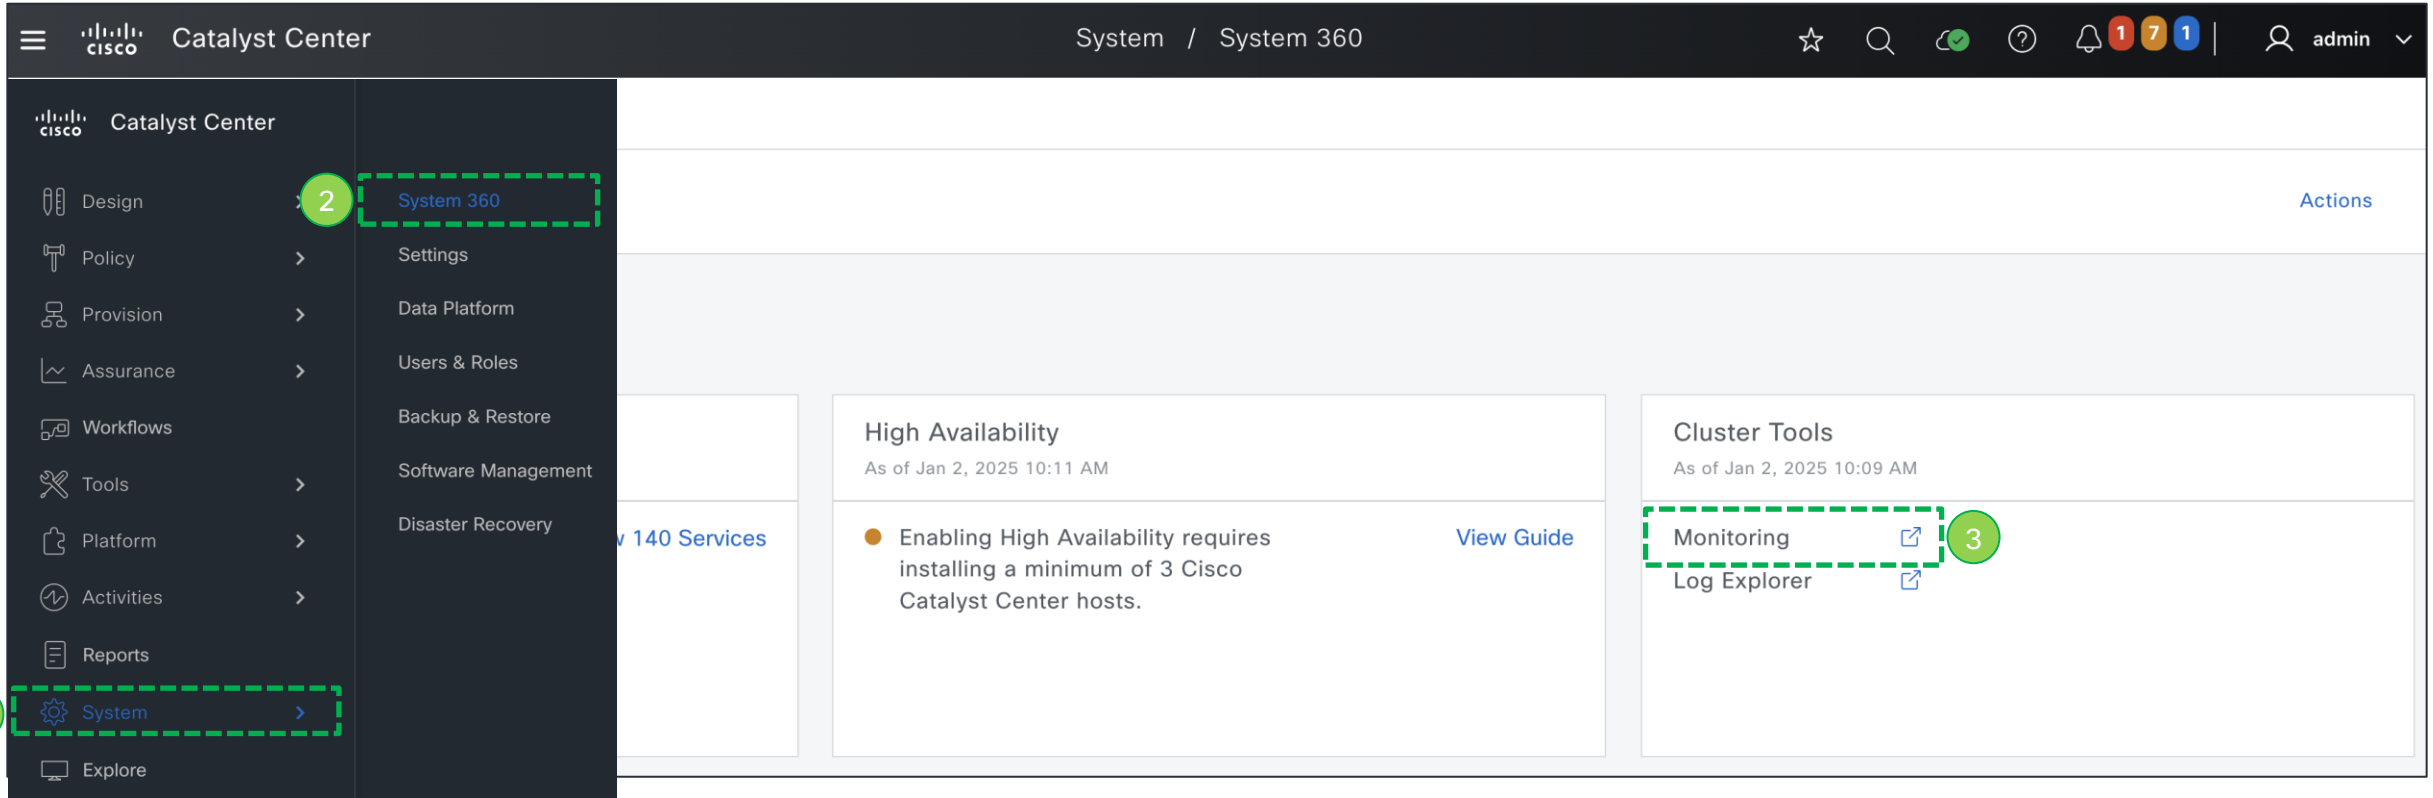 cisco Catalyst Center
System / System 360
1 7 1
admin
cisco Catalyst Center
Design
Policy
Provision
Assurance
Workflows
Tools
Platform
Activities
Reports
System
Explore
2
System 360
Settings
Data Platform
Users & Roles
Backup & Restore
Software Management
Disaster Recovery
Actions
140 Services
High Availability
As of Jan 2, 2025 10:11 AM
Enabling High Availability requires
installing a minimum of 3 Cisco
Catalyst Center hosts.
View Guide
Cluster Tools
As of Jan 2, 2025 10:09 AM
Monitoring
3
Log Explorer